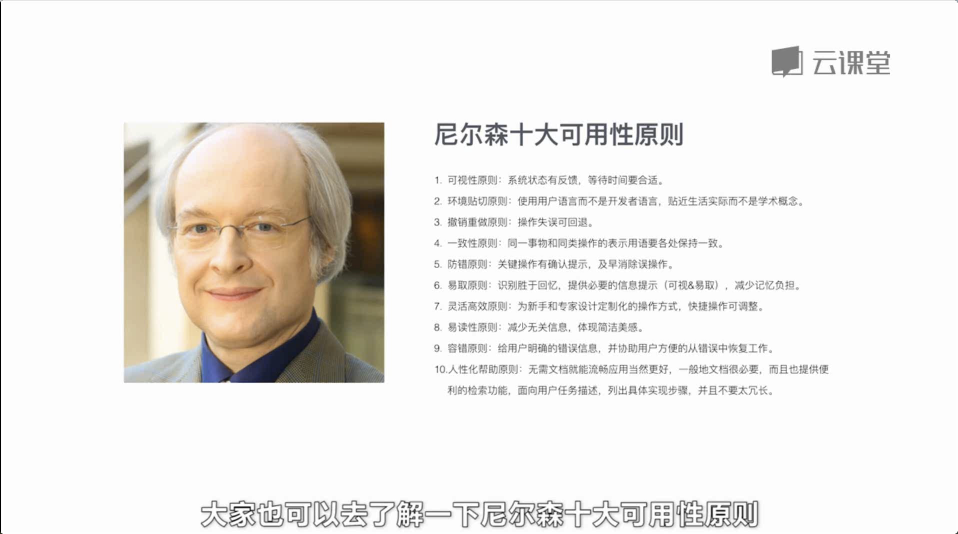 云课堂
尼尔森十大可用性原则
1. 可视性原则：系统状态有反馈，等待时间要合适。
2. 环境贴切原则：使用用户语言而不是开发者语言，贴近生活实际而不是学术概念。
3. 撤销重做原则：操作失误可回退。
4. 一致性原则：同一事物和同类操作的表示用语要各处保持一致。
5. 防错原则：关键操作有确认提示，及早消除误操作。
6. 易取原则：识别胜于回忆，提供必要的信息提示（可视&易取），减少记忆负担。
7. 灵活高效原则：为新手和专家设计定制化的操作方式，快捷操作可调整。
8. 易读性原则：减少无关信息，体现简洁美感。
9. 容错原则：给用户明确的错误信息，并协助用户方便的从错误中恢复工作。
10.人性化帮助原则：无需文档就能流畅应用当然更好，一般地文档很必要，而且也提供便
利的检索功能，面向用户任务描述，列出具体实现步骤，并且不要太冗长。
大家也可以去了解一下尼尔森十大可用性原则